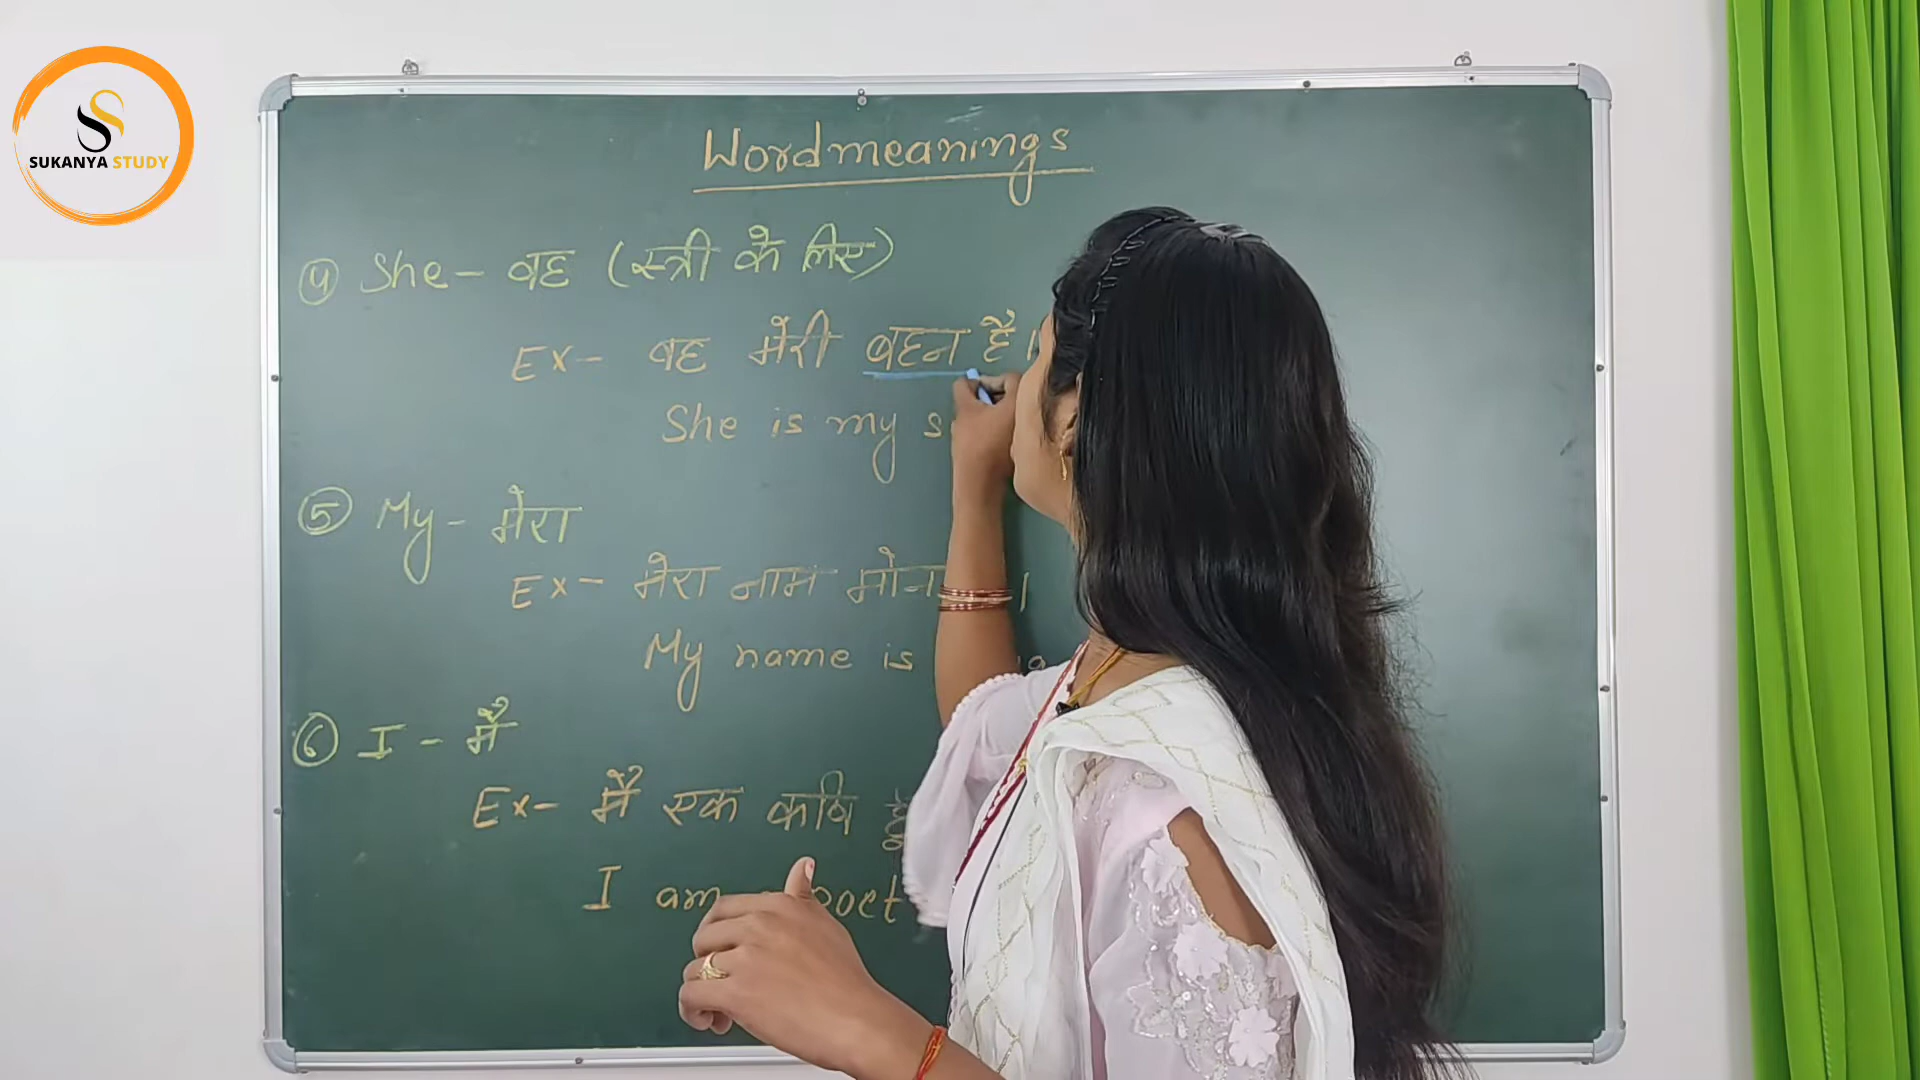 SUKANYA STUDY
Wordmeanings
④ She - वह (स्त्री के लिए)
Ex - वह मेरी बहन है।
She is my
⑤ My - मेरा
Ex - मेरा नाम
My name is
⑥ I - मैं
Ex - मैं एक कवि
I am poet